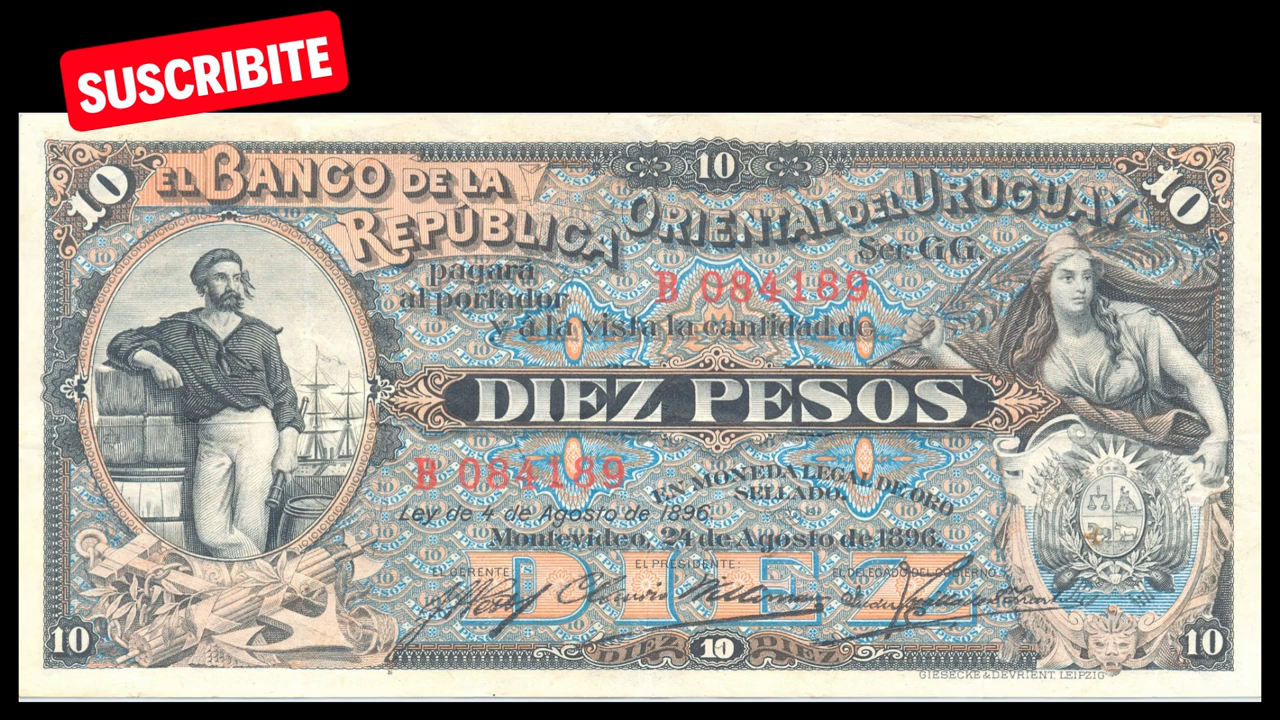 SUSCRIBITE
10
10
10
EL BANCO DE LA
REPÚBLICA
ORIENTAL DEL URUGUAY
Ser. G G.
pagará
al portador
B 084189
y á la vista la cantidad de
DIEZ PESOS
B 084189
EN MONEDA LEGAL DE ORO
SELLADO.
Ley de 4 de Agosto de 1896
Montevideo, 24 de Agosto de 1896.
EL GERENTE
EL PRESIDENTE:
EL DELEGADO DEL GOBIERNO
DIEZ
10
DIEZ 10 DIEZ
10
GIESECKE & DEVRIENT. LEIPZIG